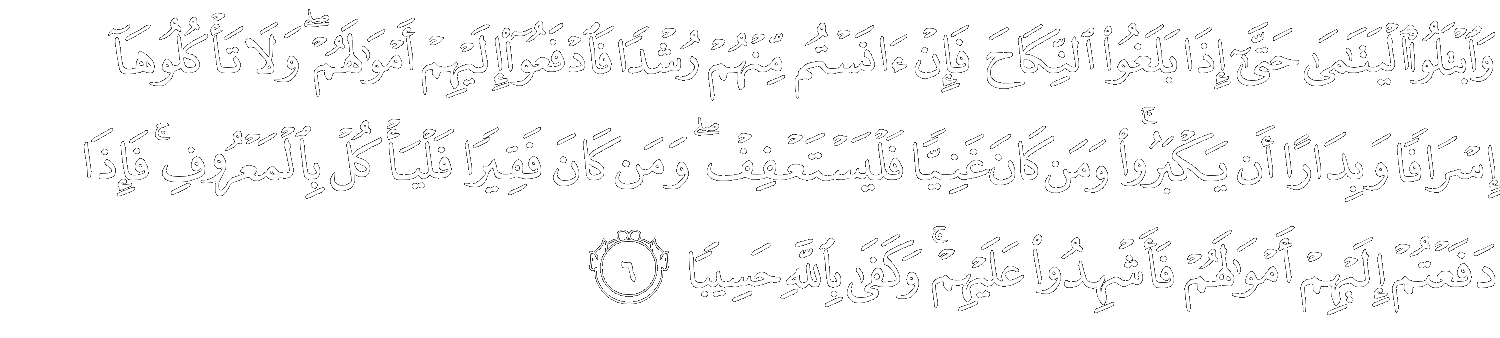 وَٱبْتَلُوا۟ ٱلْيَتَـٰمَىٰ حَتَّىٰٓ إِذَا بَلَغُوا۟ ٱلنِّكَاحَ فَإِنْ ءَانَسْتُم مِّنْهُمْ رُشْدًا فَٱدْفَعُوٓا۟ إِلَيْهِمْ أَمْوَٰلَهُمْ ۖ وَلَا تَأْكُلُوهَآ
إِسْرَافًا وَبِدَارًا أَن يَكْبَرُوا۟ ۚ وَمَن كَانَ غَنِيًّا فَلْيَسْتَعْفِفْ ۖ وَمَن كَانَ فَقِيرًا فَلْيَأْكُلْ بِٱلْمَعْرُوفِ ۚ فَإِذَا
دَفَعْتُمْ إِلَيْهِمْ أَمْوَٰلَهُمْ فَأَشْهِدُوا۟ عَلَيْهِمْ ۚ وَكَفَىٰ بِٱللَّهِ حَسِيبًا ٦